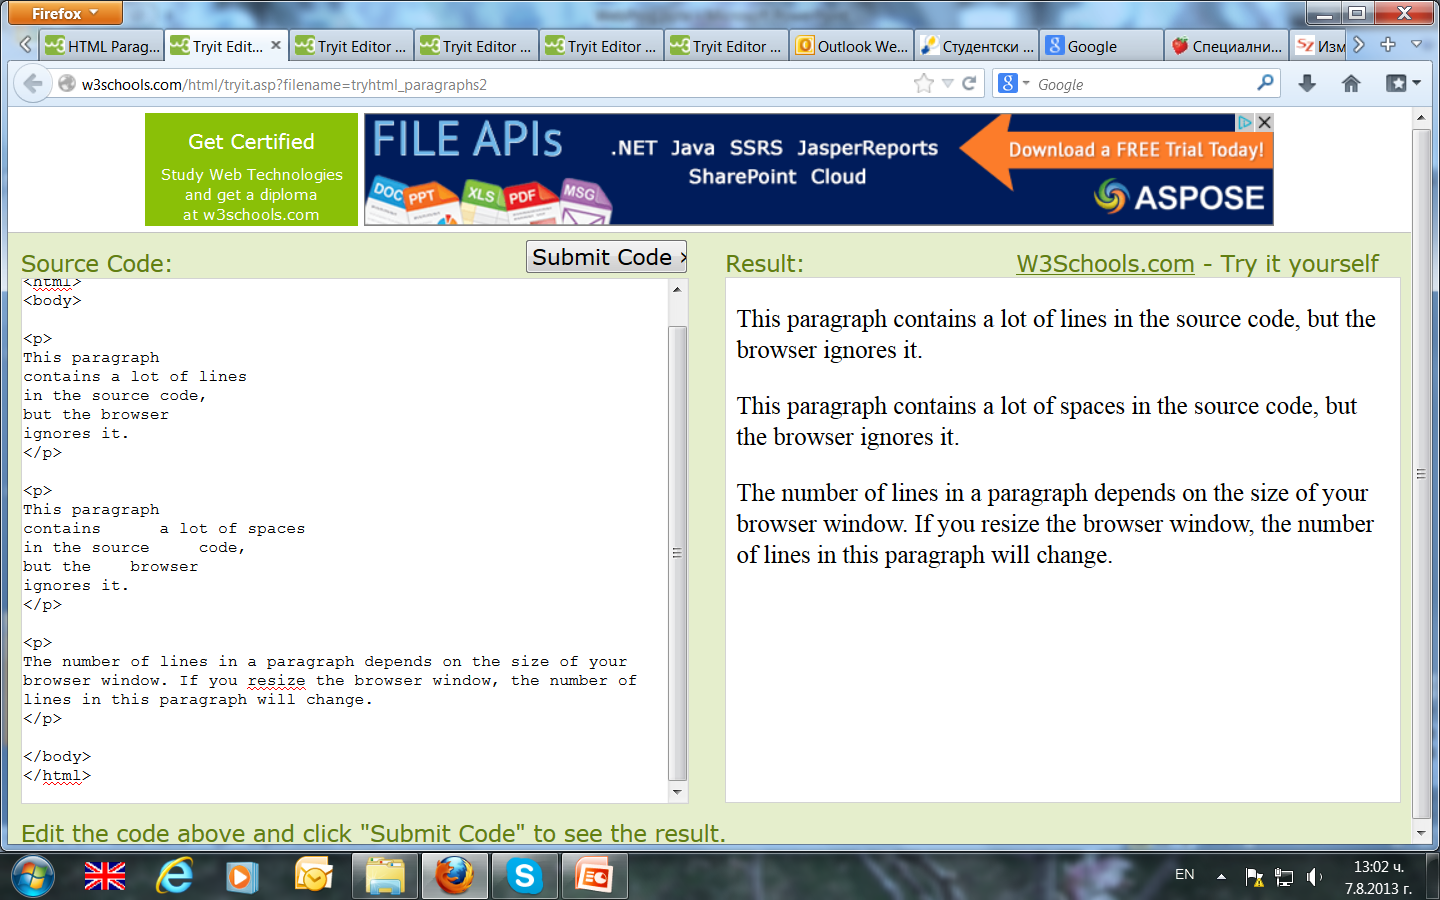 Firefox
HTML Parag...
Tryit Edit...
Tryit Editor ...
Tryit Editor ...
Tryit Editor ...
Tryit Editor ...
Outlook We...
Студентски ...
Google
Специални...
Изм
w3schools.com/html/tryit.asp?filename=tryhtml_paragraphs2
Google
Get Certified
Study Web Technologies
and get a diploma
at w3schools.com
FILE APIs
.NET Java SSRS JasperReports
SharePoint Cloud
DOC PPT XLS PDF MSG
Download a FREE Trial Today!
ASPOSE
Source Code:
Submit Code »
<html>
<body>
<p>
This paragraph
contains a lot of lines
in the source code,
but the browser
ignores it.
</p>
<p>
This paragraph
contains      a lot of spaces
in the source     code,
but the    browser
ignores it.
</p>
<p>
The number of lines in a paragraph depends on the size of your
browser window. If you resize the browser window, the number of
lines in this paragraph will change.
</p>
</body>
</html>
Result:
W3Schools.com - Try it yourself
This paragraph contains a lot of lines in the source code, but the
browser ignores it.
This paragraph contains a lot of spaces in the source code, but
the browser ignores it.
The number of lines in a paragraph depends on the size of your
browser window. If you resize the browser window, the number
of lines in this paragraph will change.
Edit the code above and click "Submit Code" to see the result.
EN
13:02 ч.
7.8.2013 г.